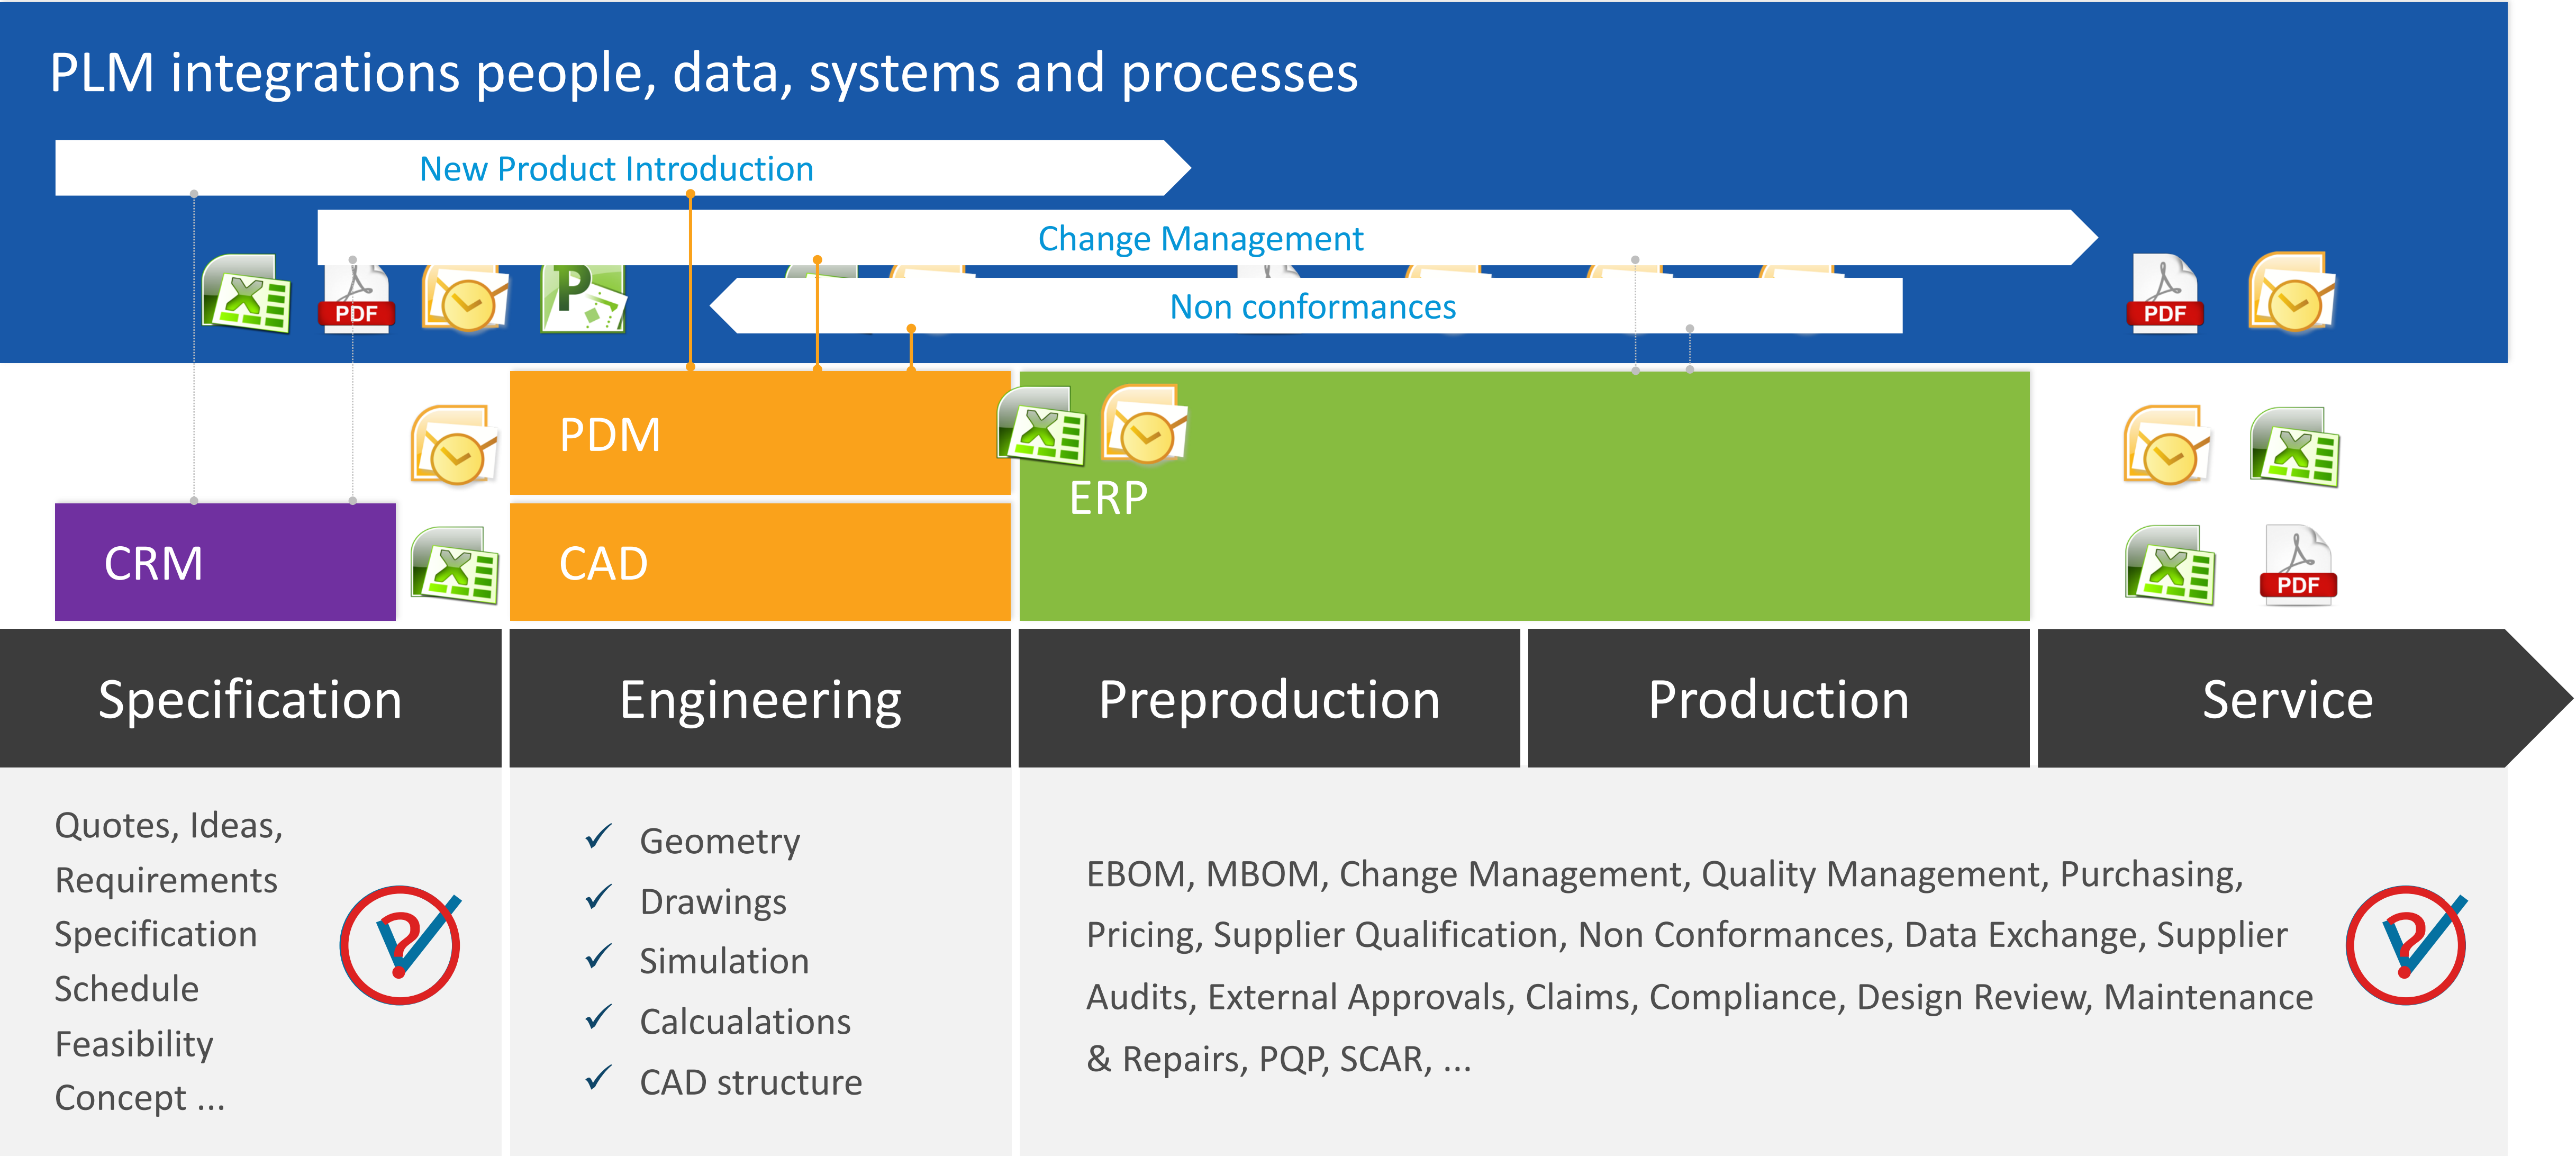 PLM integrations people, data, systems and processes
New Product Introduction
Change Management
Non conformances
PDF
P
PDF
PDM
ERP
CRM
CAD
PDF
Specification
Engineering
Preproduction
Production
Service
Quotes, Ideas,
Requirements
Specification
Schedule
Feasibility
Concept ...
Geometry
Drawings
Simulation
Calcualations
CAD structure
EBOM, MBOM, Change Management, Quality Management, Purchasing,
Pricing, Supplier Qualification, Non Conformances, Data Exchange, Supplier
Audits, External Approvals, Claims, Compliance, Design Review, Maintenance
& Repairs, PQP, SCAR, ...